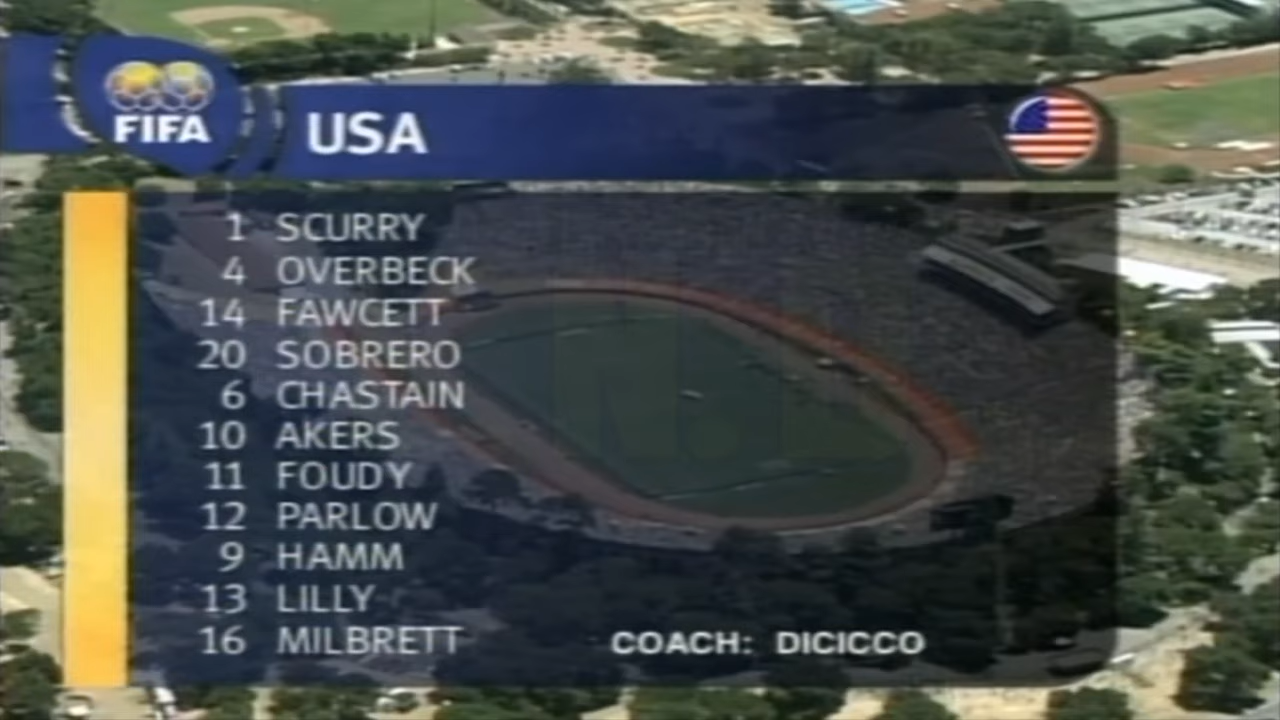 FIFA
USA
1 SCURRY
4 OVERBECK
14 FAWCETT
20 SOBRERO
6 CHASTAIN
10 AKERS
11 FOUDY
12 PARLOW
9 HAMM
13 LILLY
16 MILBRETT
COACH: DICICCO